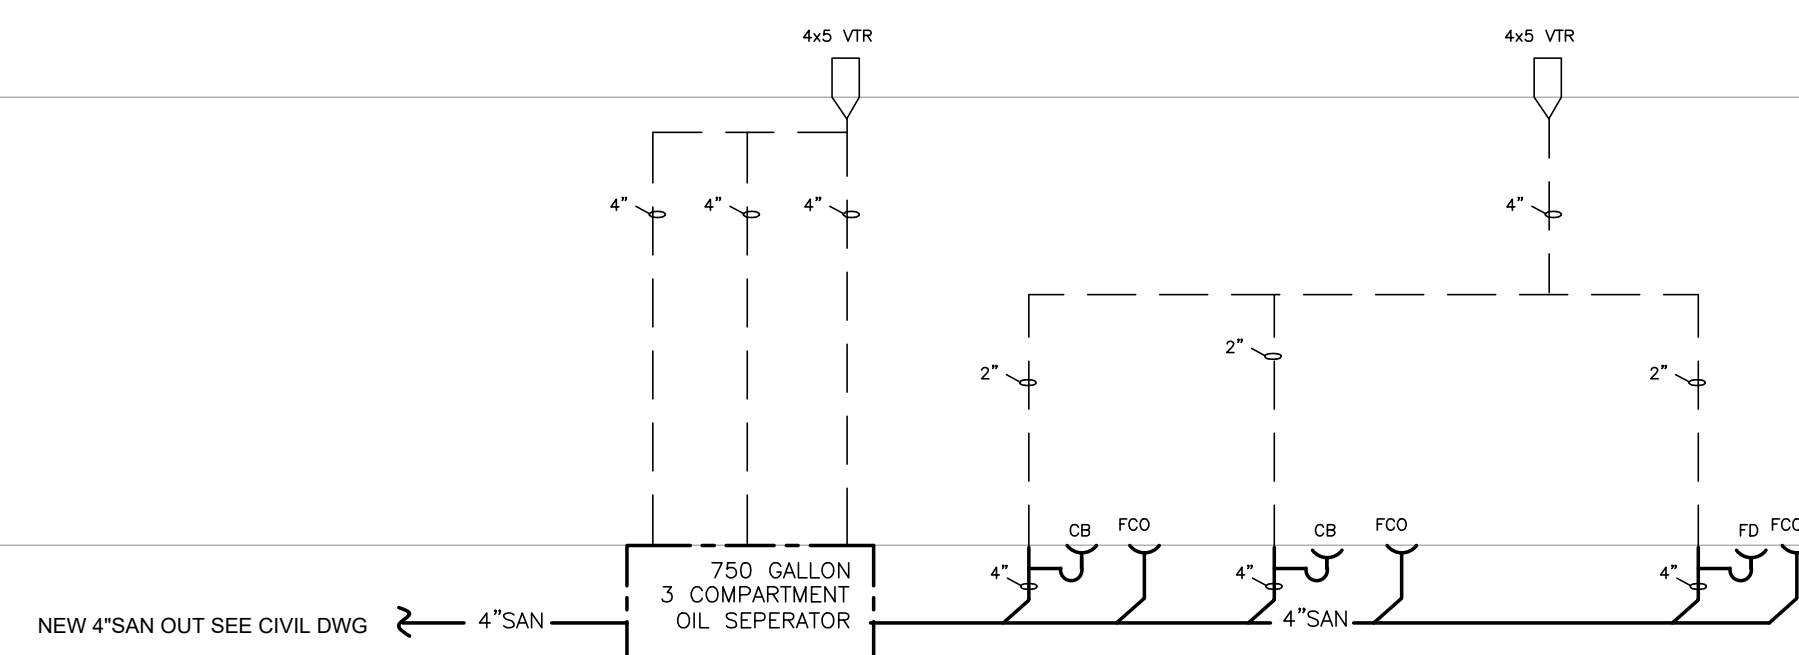 4x5 VTR
4x5 VTR
4"
4"
4"
4"
2"
2"
2"
CB
FCO
CB
FCO
FD
FCO
4"
4"
4"
750 GALLON
3 COMPARTMENT
OIL SEPERATOR
NEW 4"SAN OUT SEE CIVIL DWG
4"SAN
4"SAN